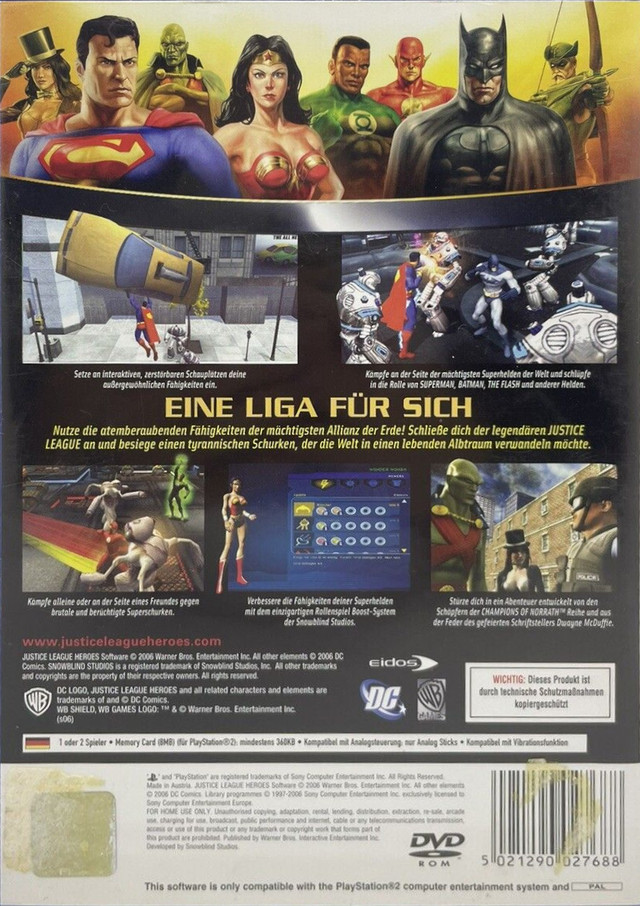 THE ALL NE
Setze an interaktiven, zerstörbaren Schauplätzen deine
außergewöhnlichen Fähigkeiten ein.
Kämpfe an der Seite der mächtigsten Superhelden der Welt und schlüpfe
in die Rolle von SUPERMAN, BATMAN, THE FLASH und anderer Helden.
EINE LIGA FÜR SICH
Nutze die atemberaubenden Fähigkeiten der mächtigsten Allianz der Erde! Schließe dich der legendären JUSTICE
LEAGUE an und besiege einen tyrannischen Schurken, der die Welt in einen lebenden Albtraum verwandeln möchte.
WONDER WOMAN
POLICE
Kämpfe alleine oder an der Seite eines Freundes gegen
brutale und berüchtigte Superschurken.
Verbessere die Fähigkeiten deiner Superhelden
mit dem einzigartigen Rollenspiel Boost-System
der Snowblind Studios.
Stürze dich in ein Abenteuer entwickelt von den
Schöpfern der CHAMPIONS OF NORRATH™ Reihe und aus
der Feder des gefeierten Schriftstellers Dwayne McDuffie.
www.justiceleagueheroes.com
JUSTICE LEAGUE HEROES Software © 2006 Warner Bros. Entertainment Inc. All other elements © 2006 DC
Comics. SNOWBLIND STUDIOS is a registered trademark of Snowblind Studios, Inc. All other trademarks
and copyrights are the property of their respective owners. All rights reserved.
DC LOGO, JUSTICE LEAGUE HEROES and all related characters and elements are
trademarks of and © DC Comics.
WB SHIELD, WB GAMES LOGO: ™ & © Warner Bros. Entertainment Inc.
(s06)
WB
eidos
DC
WB
GAMES
WICHTIG: Dieses Produkt ist
durch technische Schutzmaßnahmen
kopiergeschützt
1 oder 2 Spieler • Memory Card (8MB) (für PlayStation®2): mindestens 360KB • Kompatibel mit Analogsteuerung: nur Analog Sticks • Kompatibel mit Vibrationsfunktion
and "PlayStation" are registered trademarks of Sony Computer Entertainment Inc. All Rights Reserved.
Made in Austria. JUSTICE LEAGUE HEROES Software © 2006 Warner Bros. Entertainment Inc. All other elements
© 2006 DC Comics. Library programmes © 1997-2006 Sony Computer Entertainment Inc. exclusively licensed to
Sony Computer Entertainment Europe.
FOR HOME USE ONLY. Unauthorised copying, adaptation, rental, lending, distribution, extraction, re-sale, arcade
use, charging for use, broadcast, public performance and internet, cable or any telecommunications transmission,
access or use of this product or any trademark or copyright work that forms part of
this product are prohibited. Published by Warner Bros. Interactive Entertainment Inc.
Developed by Snowblind Studios.
DVD
ROM
5 021290 027688
This software is only compatible with the PlayStation®2 computer entertainment system and PAL